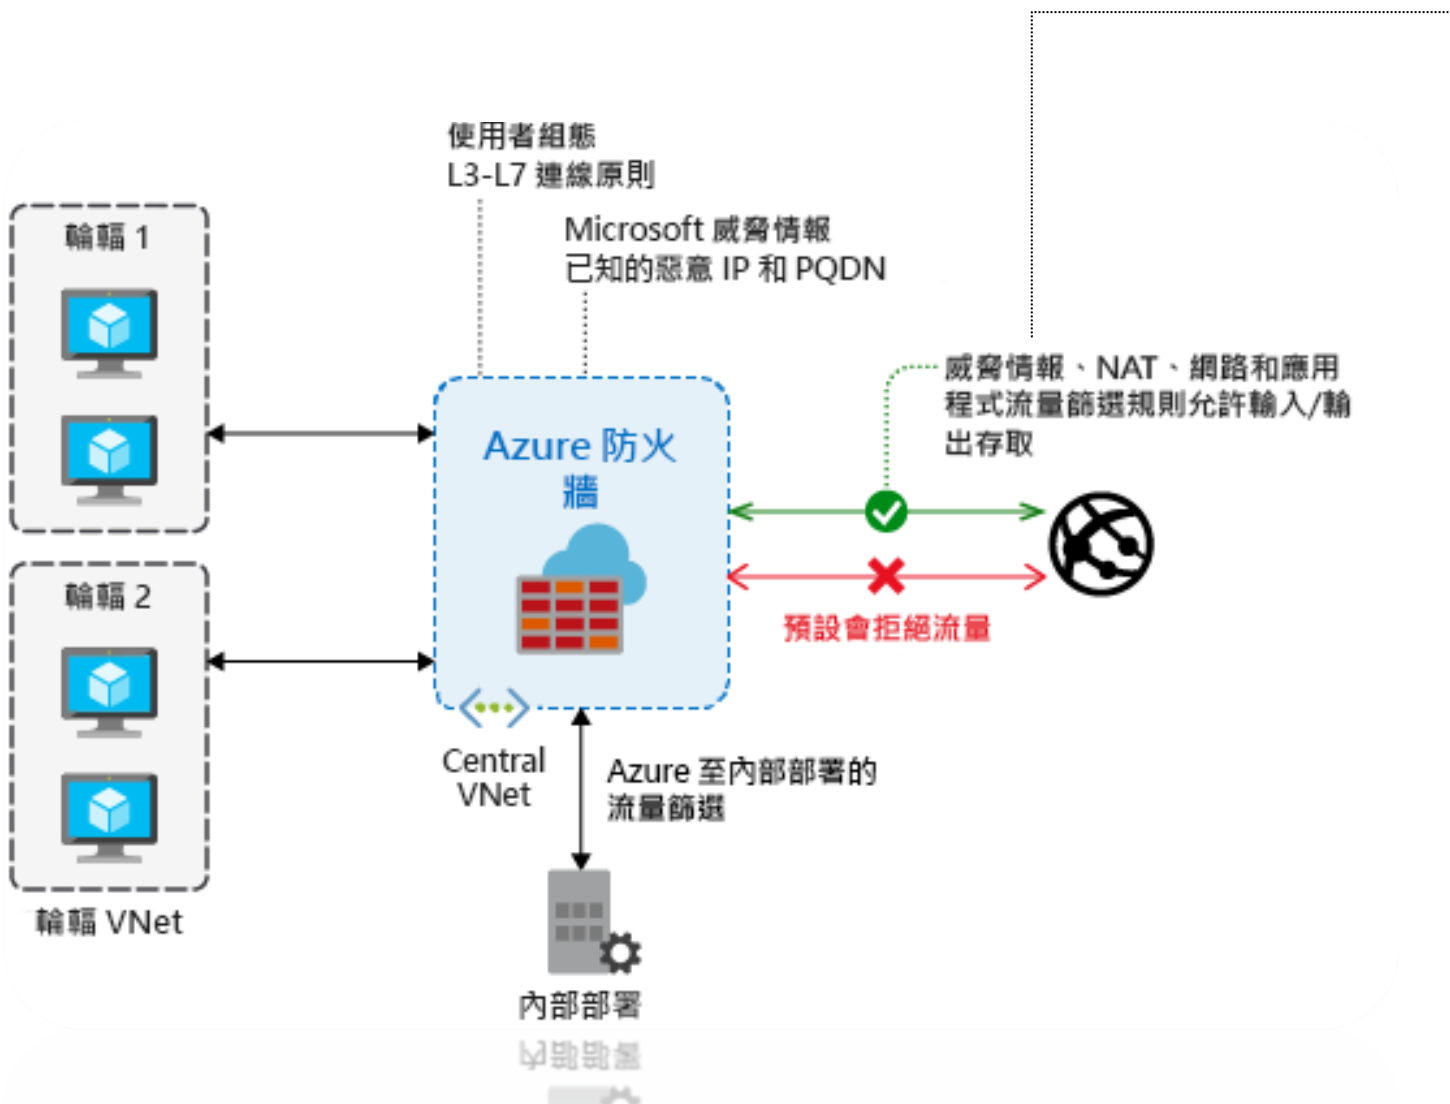 使用者組態
L3-L7 連線原則
Microsoft 威脅情報
已知的惡意 IP 和 PQDN
輪輻 1
威脅情報、NAT、網路和應用
程式流量篩選規則允許輸入/輸
出存取
Azure 防火
牆
輪輻 2
預設會拒絕流量
Central
VNet
Azure 至內部部署的
流量篩選
輪輻 VNet
內部部署